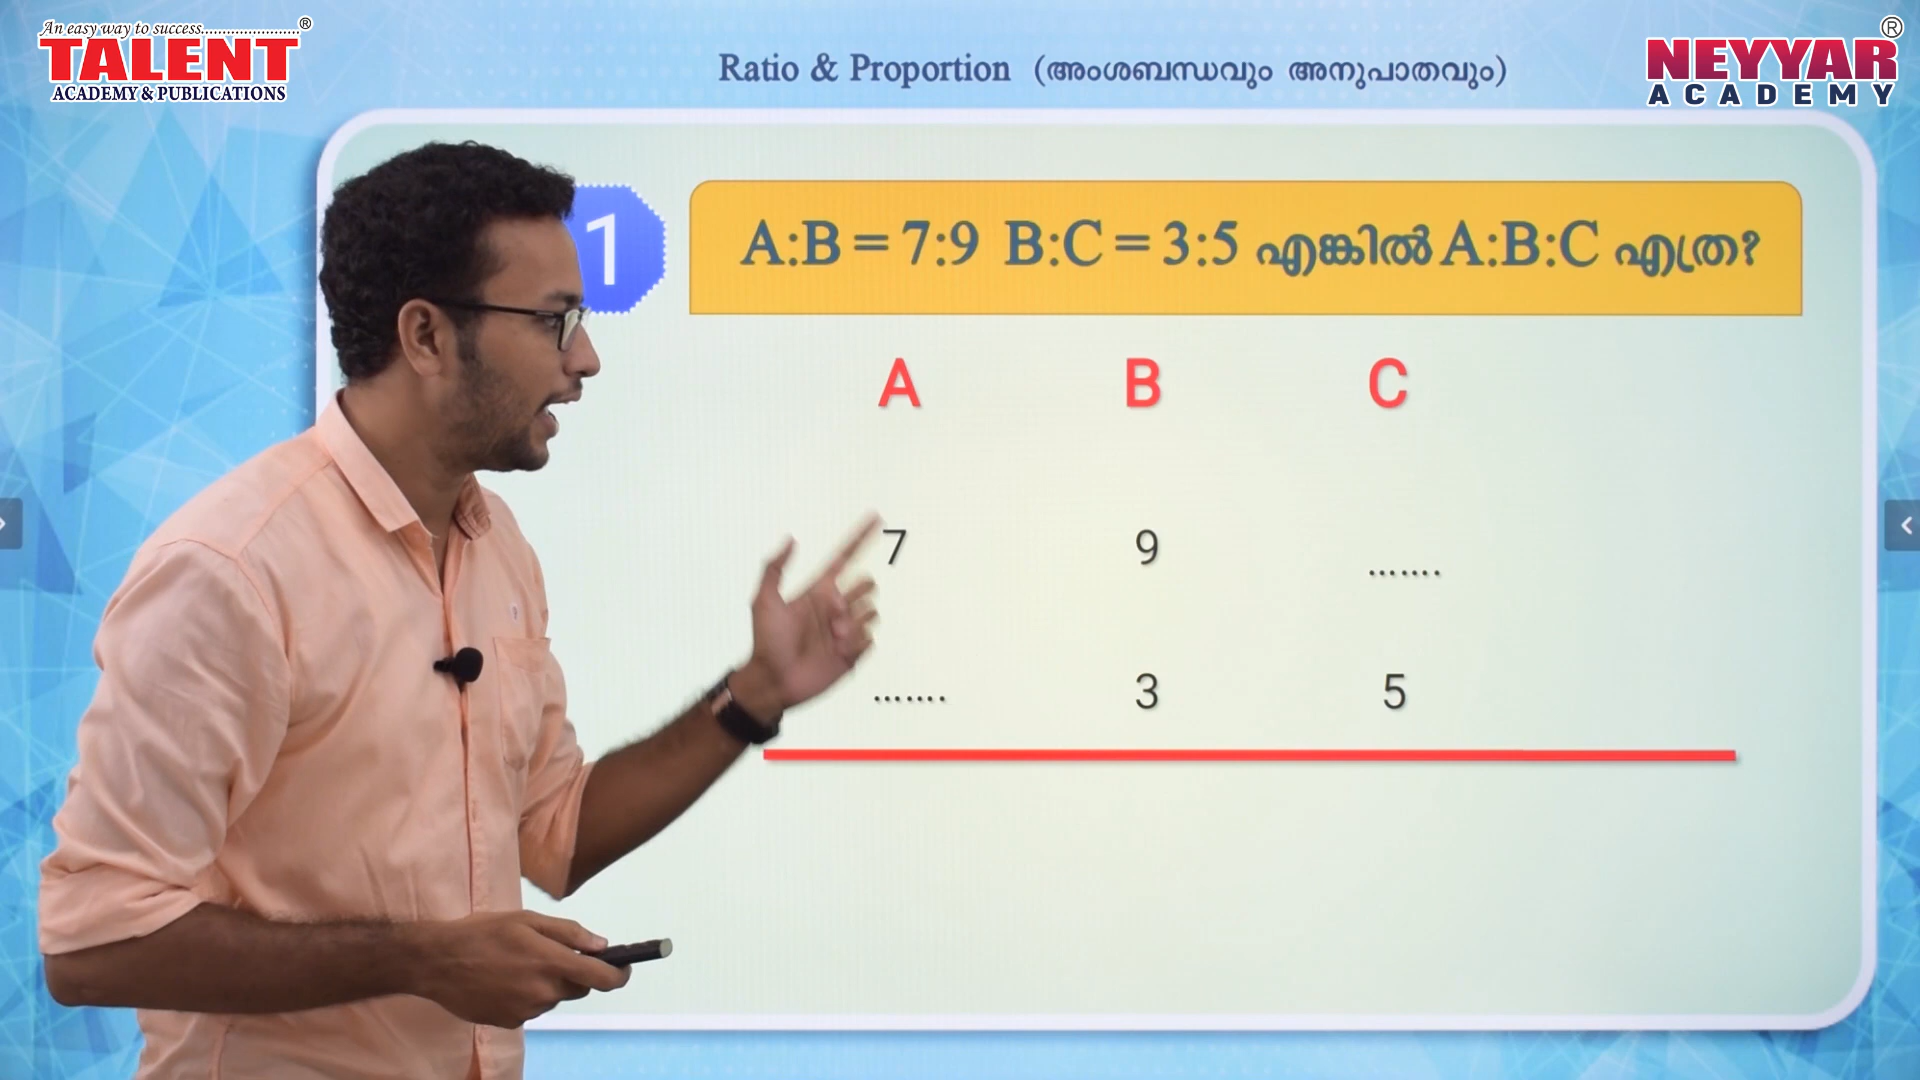 An easy way to success........................®
TALENT
ACADEMY & PUBLICATIONS
Ratio & Proportion (അംശബന്ധവും അനുപാതവും)
®
NEYYAR
ACADEMY
1
A:B = 7:9 B:C = 3:5 എങ്കിൽ A:B:C എത്ര?
A B C
7 9 .......
....... 3 5